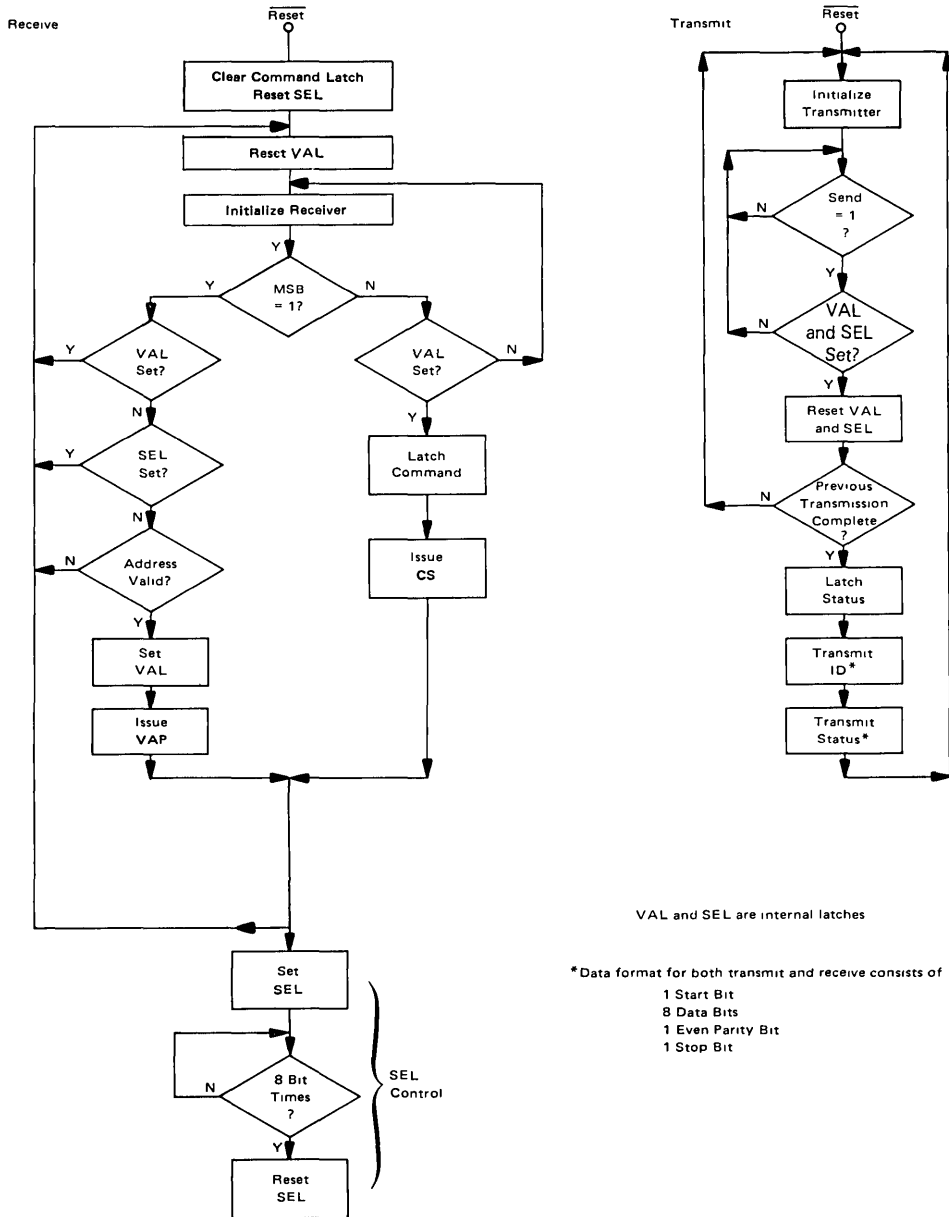 Receive
Reset
Clear Command Latch
Reset SEL
Reset VAL
Initialize Receiver
Y
MSB
= 1?
Y
N
VAL
Set?
Y
N
SEL
Set?
Y
N
Address
Valid?
N
Y
Set
VAL
Issue
VAP
VAL
Set?
N
Y
Latch
Command
Issue
CS
Set
SEL
8 Bit
Times
?
N
Y
Reset
SEL
SEL
Control
Transmit
Reset
Initialize
Transmitter
Send
= 1
?
N
Y
VAL
and SEL
Set?
N
Y
Reset VAL
and SEL
Previous
Transmission
Complete
?
N
Y
Latch
Status
Transmit
ID*
Transmit
Status*
VAL and SEL are internal latches
*Data format for both transmit and receive consists of
1 Start Bit
8 Data Bits
1 Even Parity Bit
1 Stop Bit